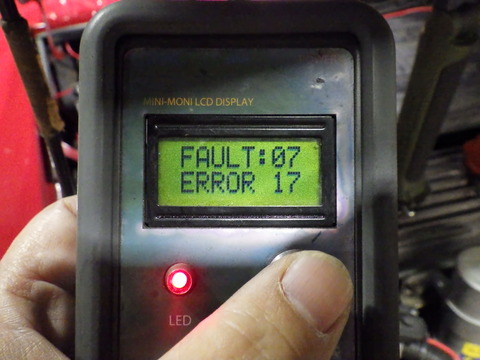 MINI-MONI LCD DISPLAY
FAULT:07
ERROR 17
LED